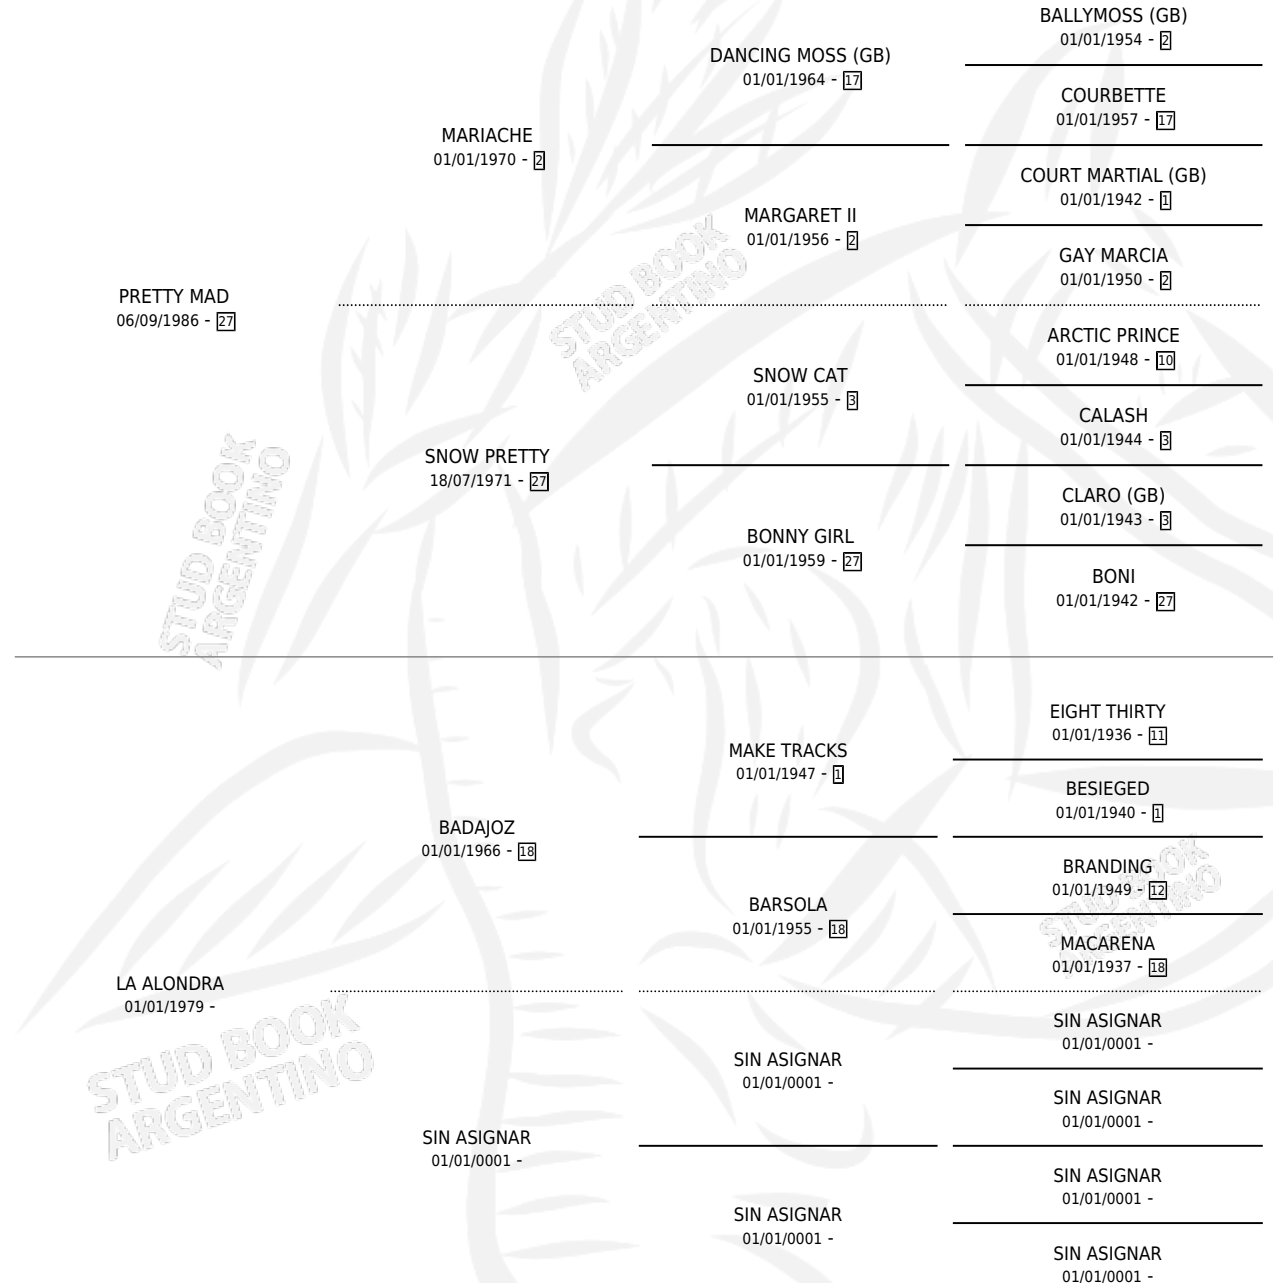 BALLYMOSS (GB)
01/01/1954 - 2
DANCING MOSS (GB)
01/01/1964 - 17
COURBETTE
01/01/1957 - 17
MARIACHE
01/01/1970 - 2
COURT MARTIAL (GB)
01/01/1942 - 1
MARGARET II
01/01/1956 - 2
GAY MARCIA
01/01/1950 - 2
PRETTY MAD
06/09/1986 - 27
ARCTIC PRINCE
01/01/1948 - 10
SNOW CAT
01/01/1955 - 3
CALASH
01/01/1944 - 3
SNOW PRETTY
18/07/1971 - 27
CLARO (GB)
01/01/1943 - 3
BONNY GIRL
01/01/1959 - 27
BONI
01/01/1942 - 27
EIGHT THIRTY
01/01/1936 - 11
MAKE TRACKS
01/01/1947 - 1
BESIEGED
01/01/1940 - 1
BADAJOZ
01/01/1966 - 18
BRANDING
01/01/1949 - 12
BARSOLA
01/01/1955 - 18
MACARENA
01/01/1937 - 18
LA ALONDRA
01/01/1979 -
SIN ASIGNAR
01/01/0001 -
SIN ASIGNAR
01/01/0001 -
SIN ASIGNAR
01/01/0001 -
SIN ASIGNAR
01/01/0001 -
SIN ASIGNAR
01/01/0001 -
SIN ASIGNAR
01/01/0001 -
SIN ASIGNAR
01/01/0001 -
STUD BOOK
ARGENTINO
STUD BOOK
ARGENTINO
STUD BOOK
ARGENTINO
STUD BOOK
ARGENTINO